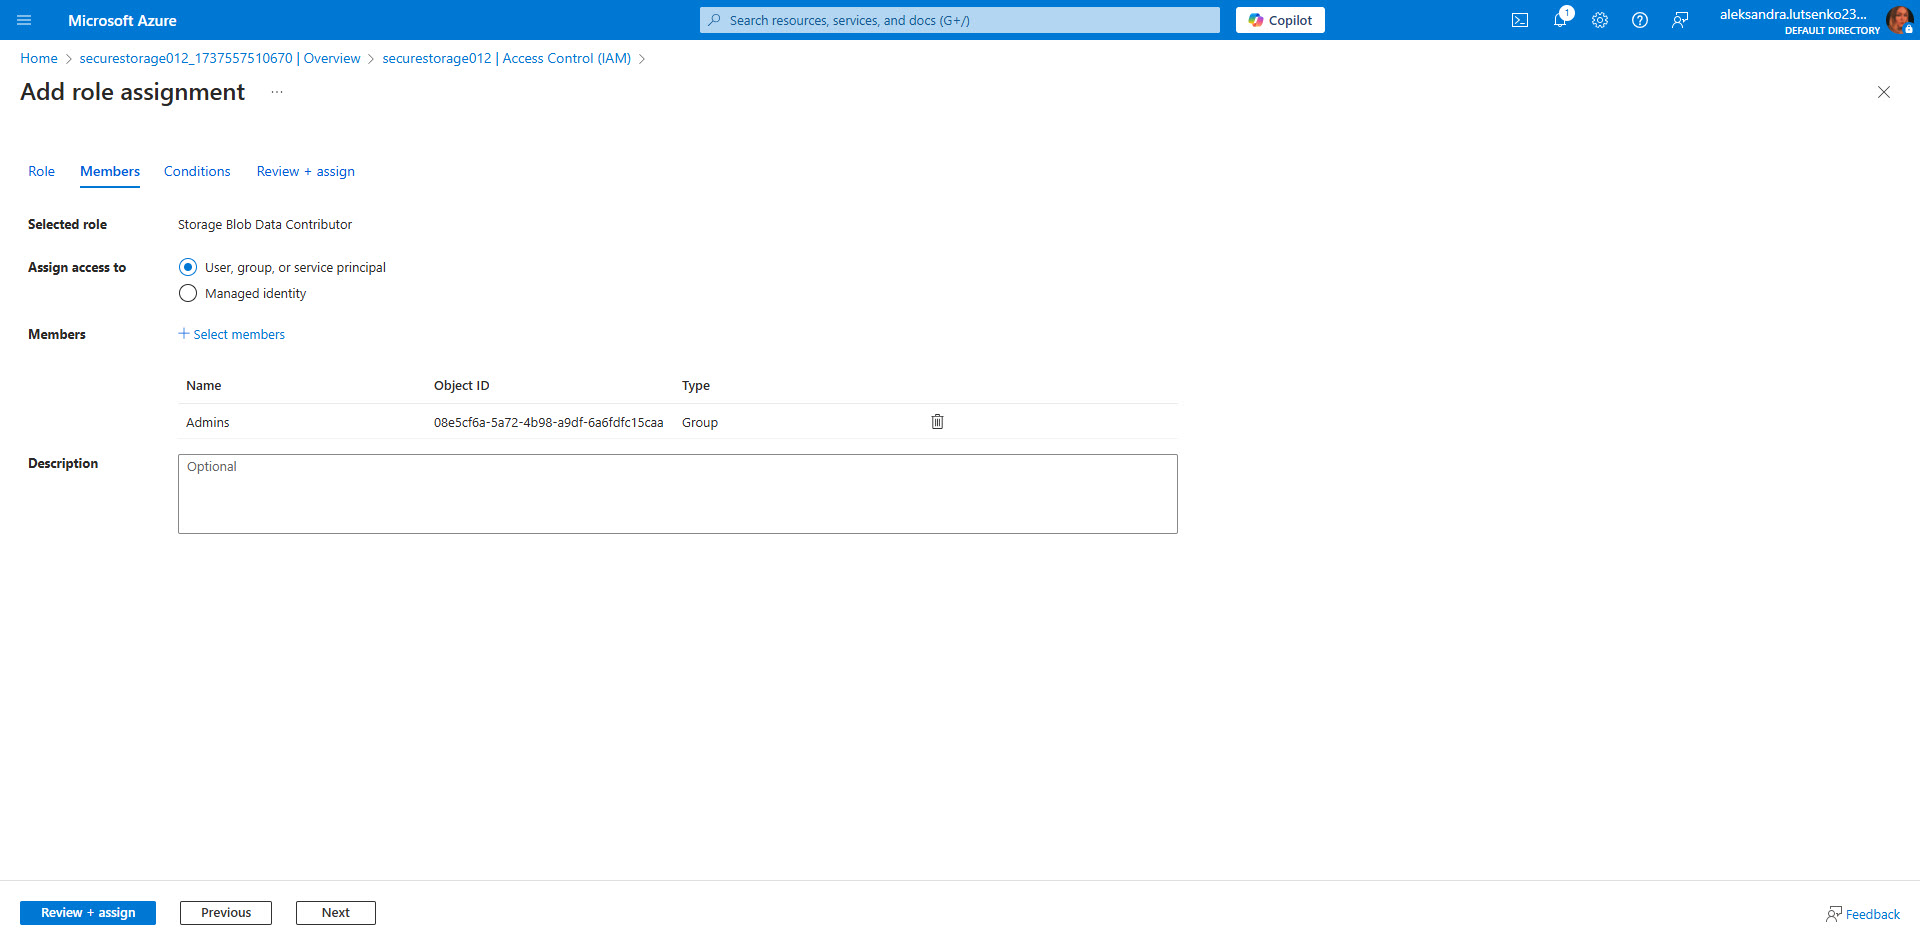 Microsoft Azure
Search resources, services, and docs (G+/)
Copilot
1
aleksandra.lutsenko23...
DEFAULT DIRECTORY
Home > securestorage012_1737557510670 | Overview > securestorage012 | Access Control (IAM) >
Add role assignment ...
Role Members Conditions Review + assign
Selected role Storage Blob Data Contributor
Assign access to User, group, or service principal
Managed identity
Members + Select members
Name Object ID Type
Admins 08e5cf6a-5a72-4b98-a9df-6a6fdfc15caa Group
Description Optional
Review + assign Previous Next Feedback